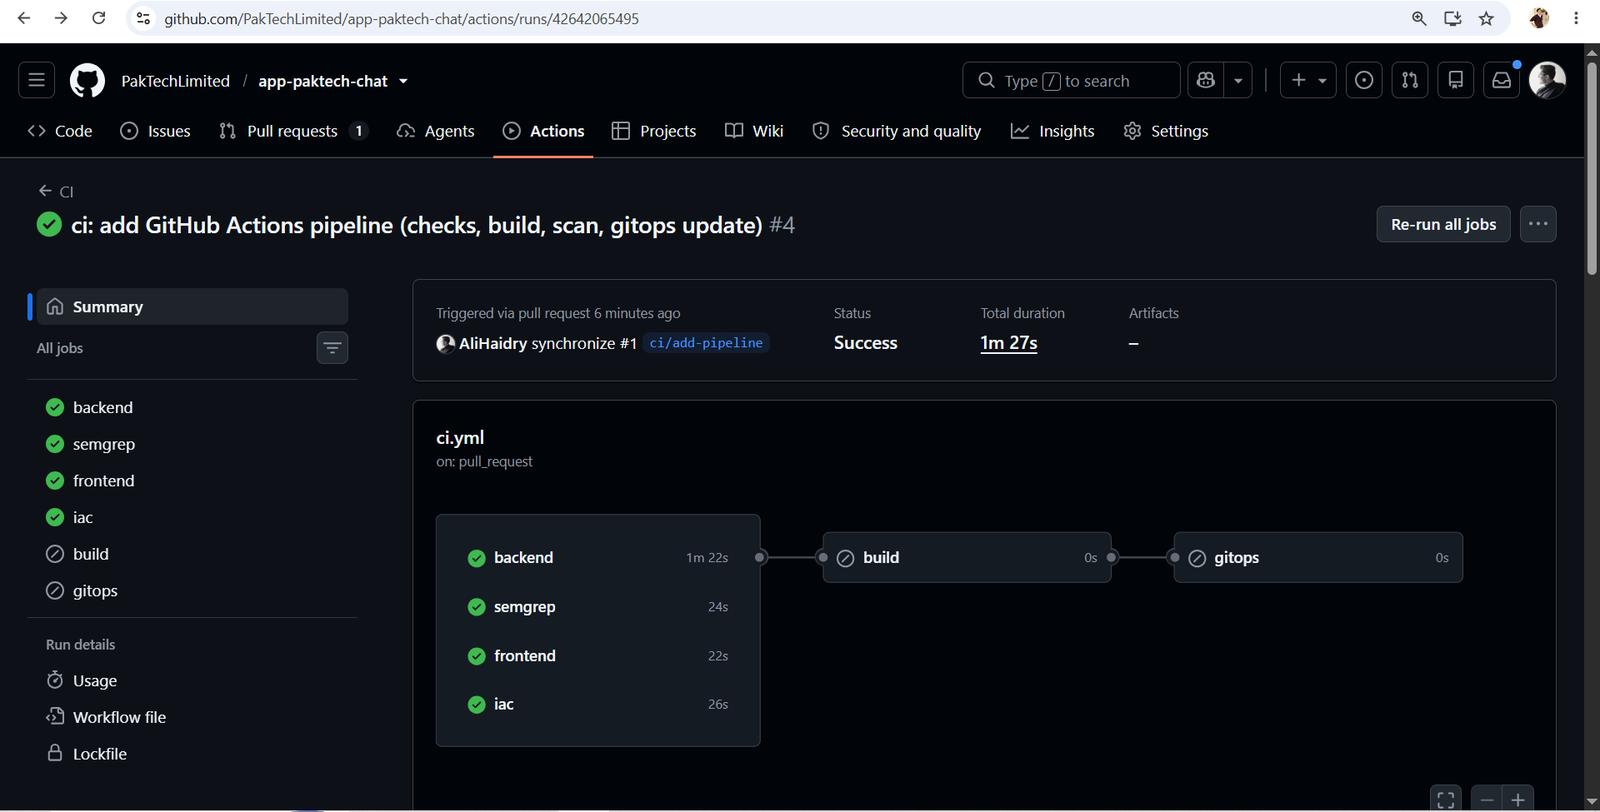 github.com/PakTechLimited/app-paktech-chat/actions/runs/42642065495
PakTechLimited / app-paktech-chat
Type / to search
Code Issues Pull requests 1 Agents Actions Projects Wiki Security and quality Insights Settings
← CI
ci: add GitHub Actions pipeline (checks, build, scan, gitops update) #4
Re-run all jobs
Summary
All jobs
backend
semgrep
frontend
iac
build
gitops
Run details
Usage
Workflow file
Lockfile
Triggered via pull request 6 minutes ago
AliHaidry synchronize #1 ci/add-pipeline
Status
Success
Total duration
1m 27s
Artifacts
–
ci.yml
on: pull_request
backend 1m 22s
semgrep 24s
frontend 22s
iac 26s
build 0s
gitops 0s